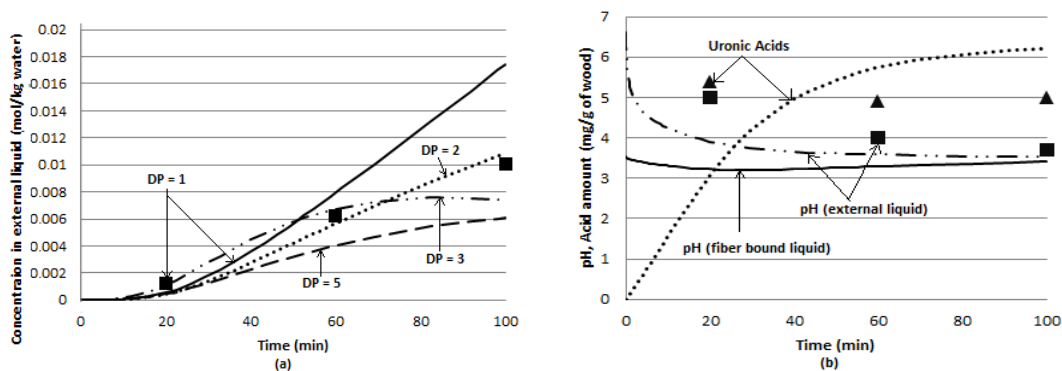 Concentraion in external liquid (mol/kg water)
0.02
0.018
0.016
0.014
0.012
0.01
0.008
0.006
0.004
0.002
0
DP = 1
DP = 2
DP = 3
DP = 5
0
20
40
60
80
100
Time (min)
(a)
pH, Acid amount (mg/g of wood)
7
6
5
4
3
2
1
0
Uronic Acids
pH (external liquid)
pH (fiber bound liquid)
0
20
40
60
80
100
Time (min)
(b)